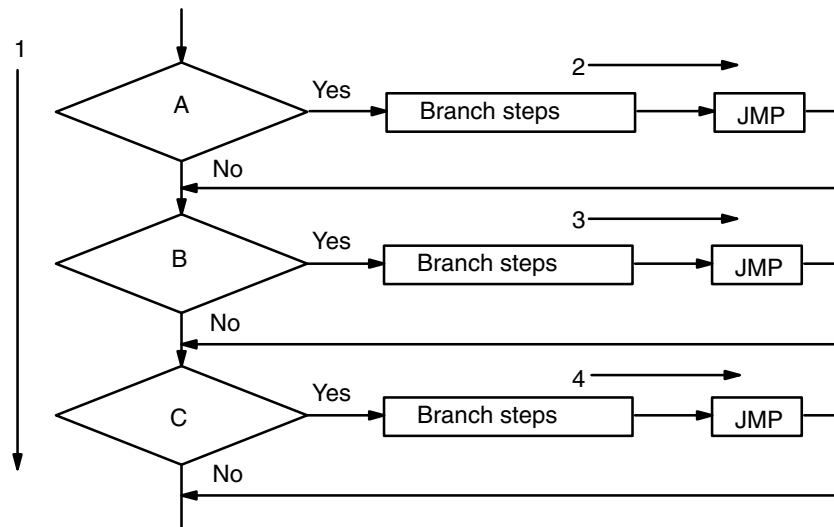 1
2
A
Yes
Branch steps
JMP
No
3
B
Yes
Branch steps
JMP
No
4
C
Yes
Branch steps
JMP
No